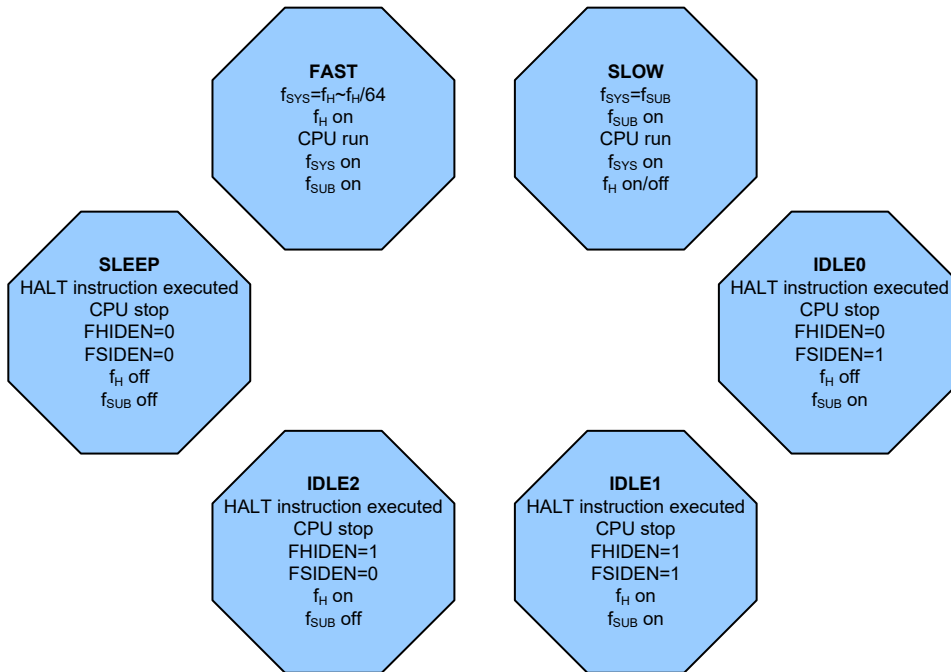 FAST
fSYS=fH~fH/64
fH on
CPU run
fSYS on
fSUB on
SLOW
fSYS=fSUB
fSUB on
CPU run
fSYS on
fH on/off
SLEEP
HALT instruction executed
CPU stop
FHIDEN=0
FSIDEN=0
fH off
fSUB off
IDLE0
HALT instruction executed
CPU stop
FHIDEN=0
FSIDEN=1
fH off
fSUB on
IDLE2
HALT instruction executed
CPU stop
FHIDEN=1
FSIDEN=0
fH on
fSUB off
IDLE1
HALT instruction executed
CPU stop
FHIDEN=1
FSIDEN=1
fH on
fSUB on